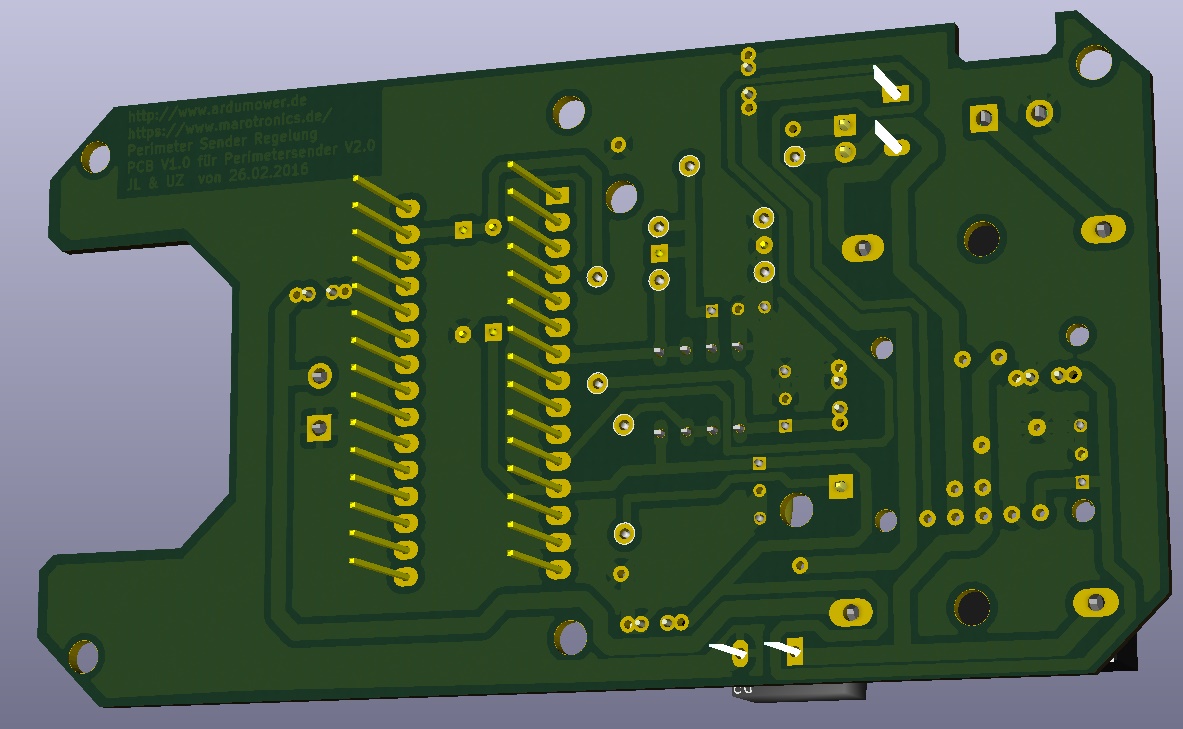 http://www.ardumower.de
https://www.marotronics.de/
Perimeter Sender Regelung
PCB V1.0 für Perimetersender V2.0
JL & UZ von 26.02.2016